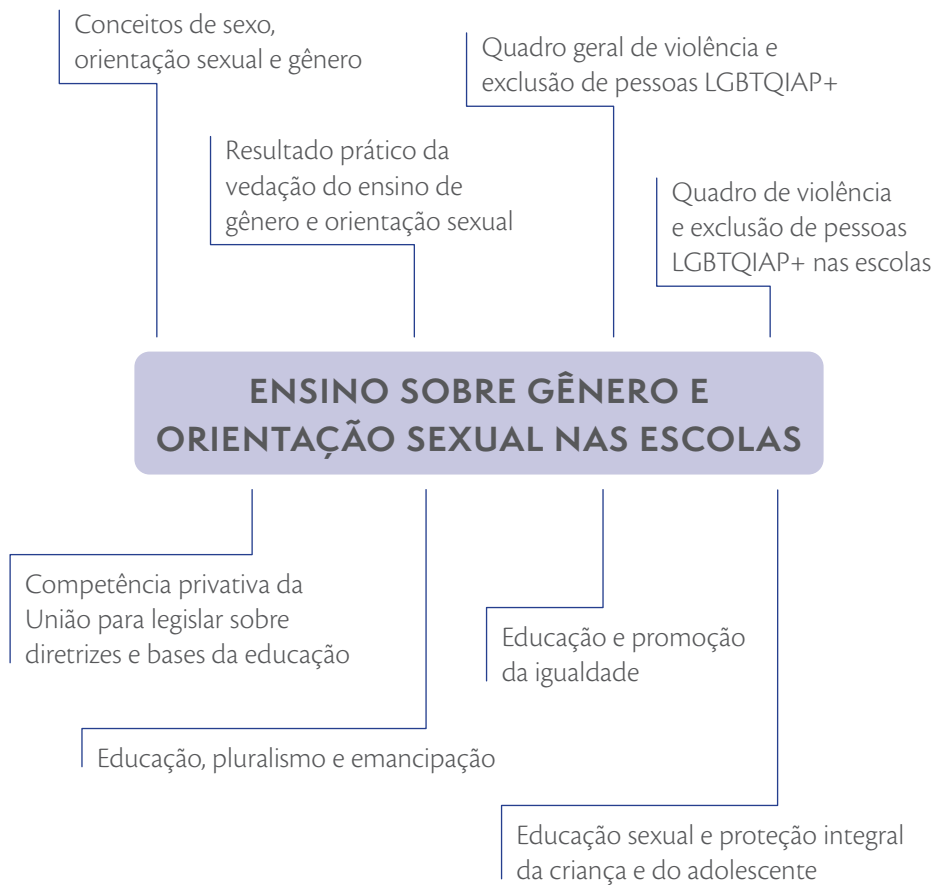 Conceitos de sexo,
orientação sexual e gênero
Quadro geral de violência e
exclusão de pessoas LGBTQIAP+
Resultado prático da
vedação do ensino de
gênero e orientação sexual
Quadro de violência
e exclusão de pessoas
LGBTQIAP+ nas escolas
ENSINO SOBRE GÊNERO E
ORIENTAÇÃO SEXUAL NAS ESCOLAS
Competência privativa da
União para legislar sobre
diretrizes e bases da educação
Educação e promoção
da igualdade
Educação, pluralismo e emancipação
Educação sexual e proteção integral
da criança e do adolescente